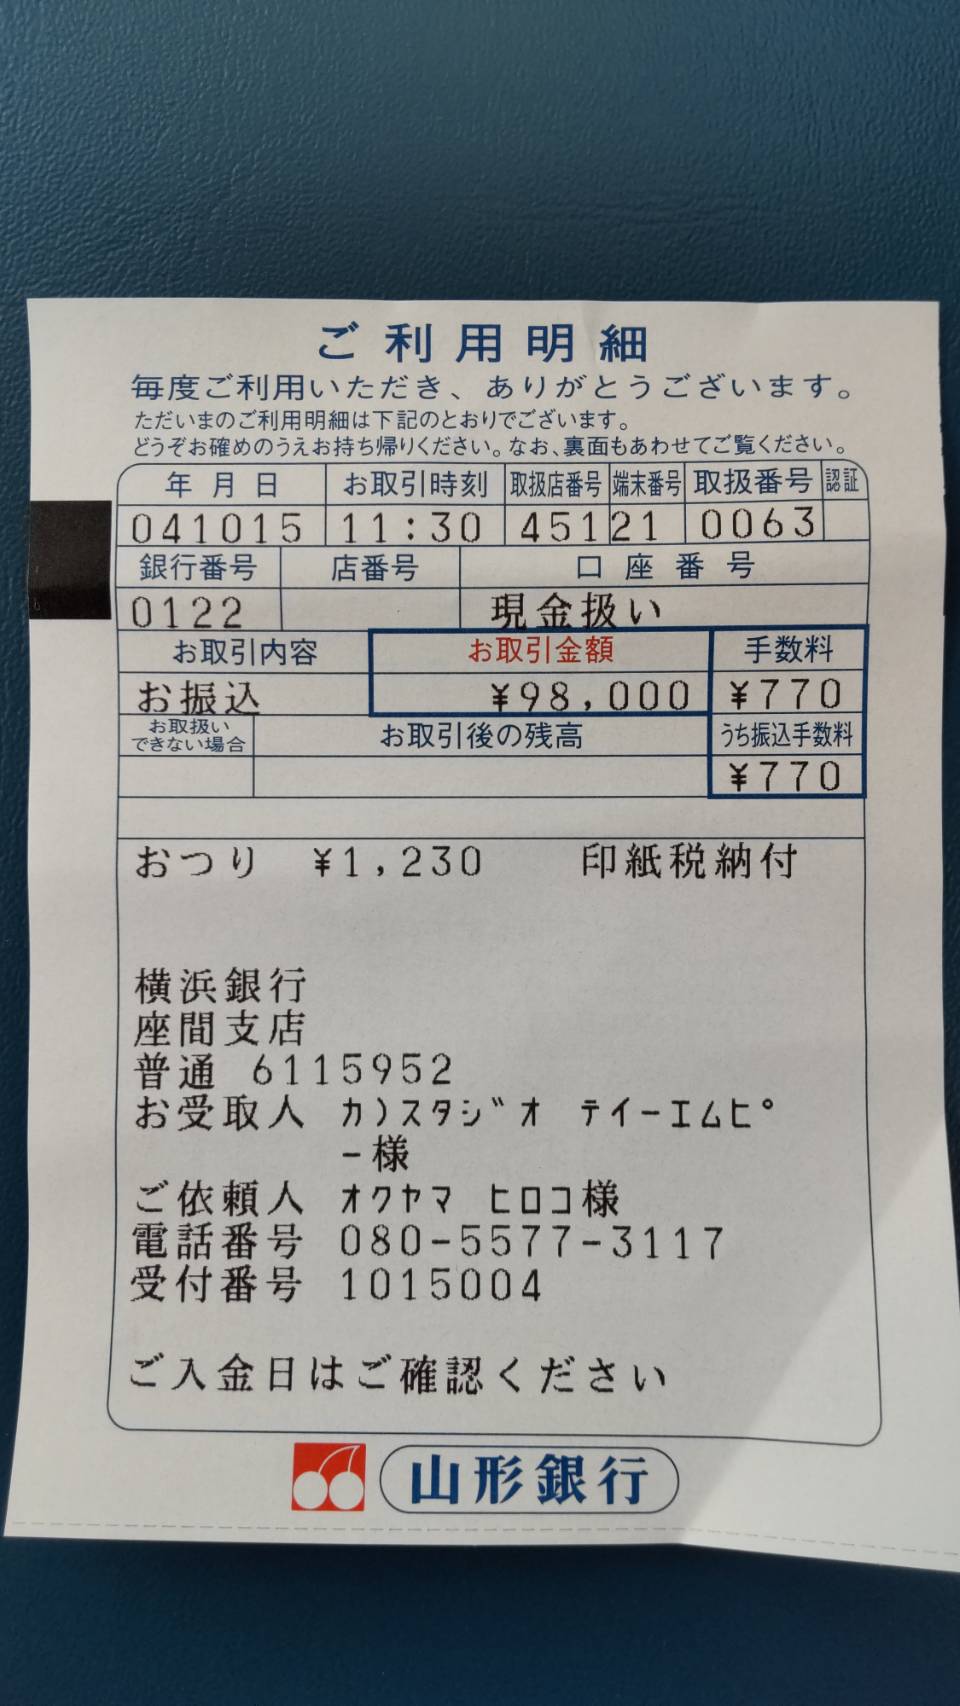 ご利用明細
毎度ご利用いただき、ありがとうございます。
ただいまのご利用明細は下記のとおりでございます。
どうぞお確めのうえお持ち帰りください。なお、裏面もあわせてご覧ください。
年月日 お取引時刻 取扱店番号 端末番号 取扱番号 認証
041015 11:30 451 21 0063
銀行番号 店番号 口座番号
0122 現金扱い
お取引内容 お取引金額 手数料
お振込 ¥98,000 ¥770
お取扱いできない場合 お取引後の残高 うち振込手数料
¥770
おつり ¥1,230 印紙税納付
横浜銀行
座間支店
普通 6115952
お受取人 カ)スタジオ テイーエムピ
ー様
ご依頼人 オクヤマ ヒロコ様
電話番号 080-5577-3117
受付番号 1015004
ご入金日はご確認ください
山形銀行